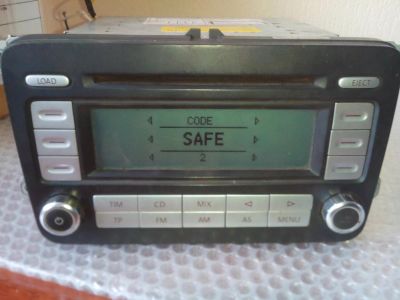 LOAD
EJECT
CODE
SAFE
2
TIM CD MIX
TP FM AM AS MENU